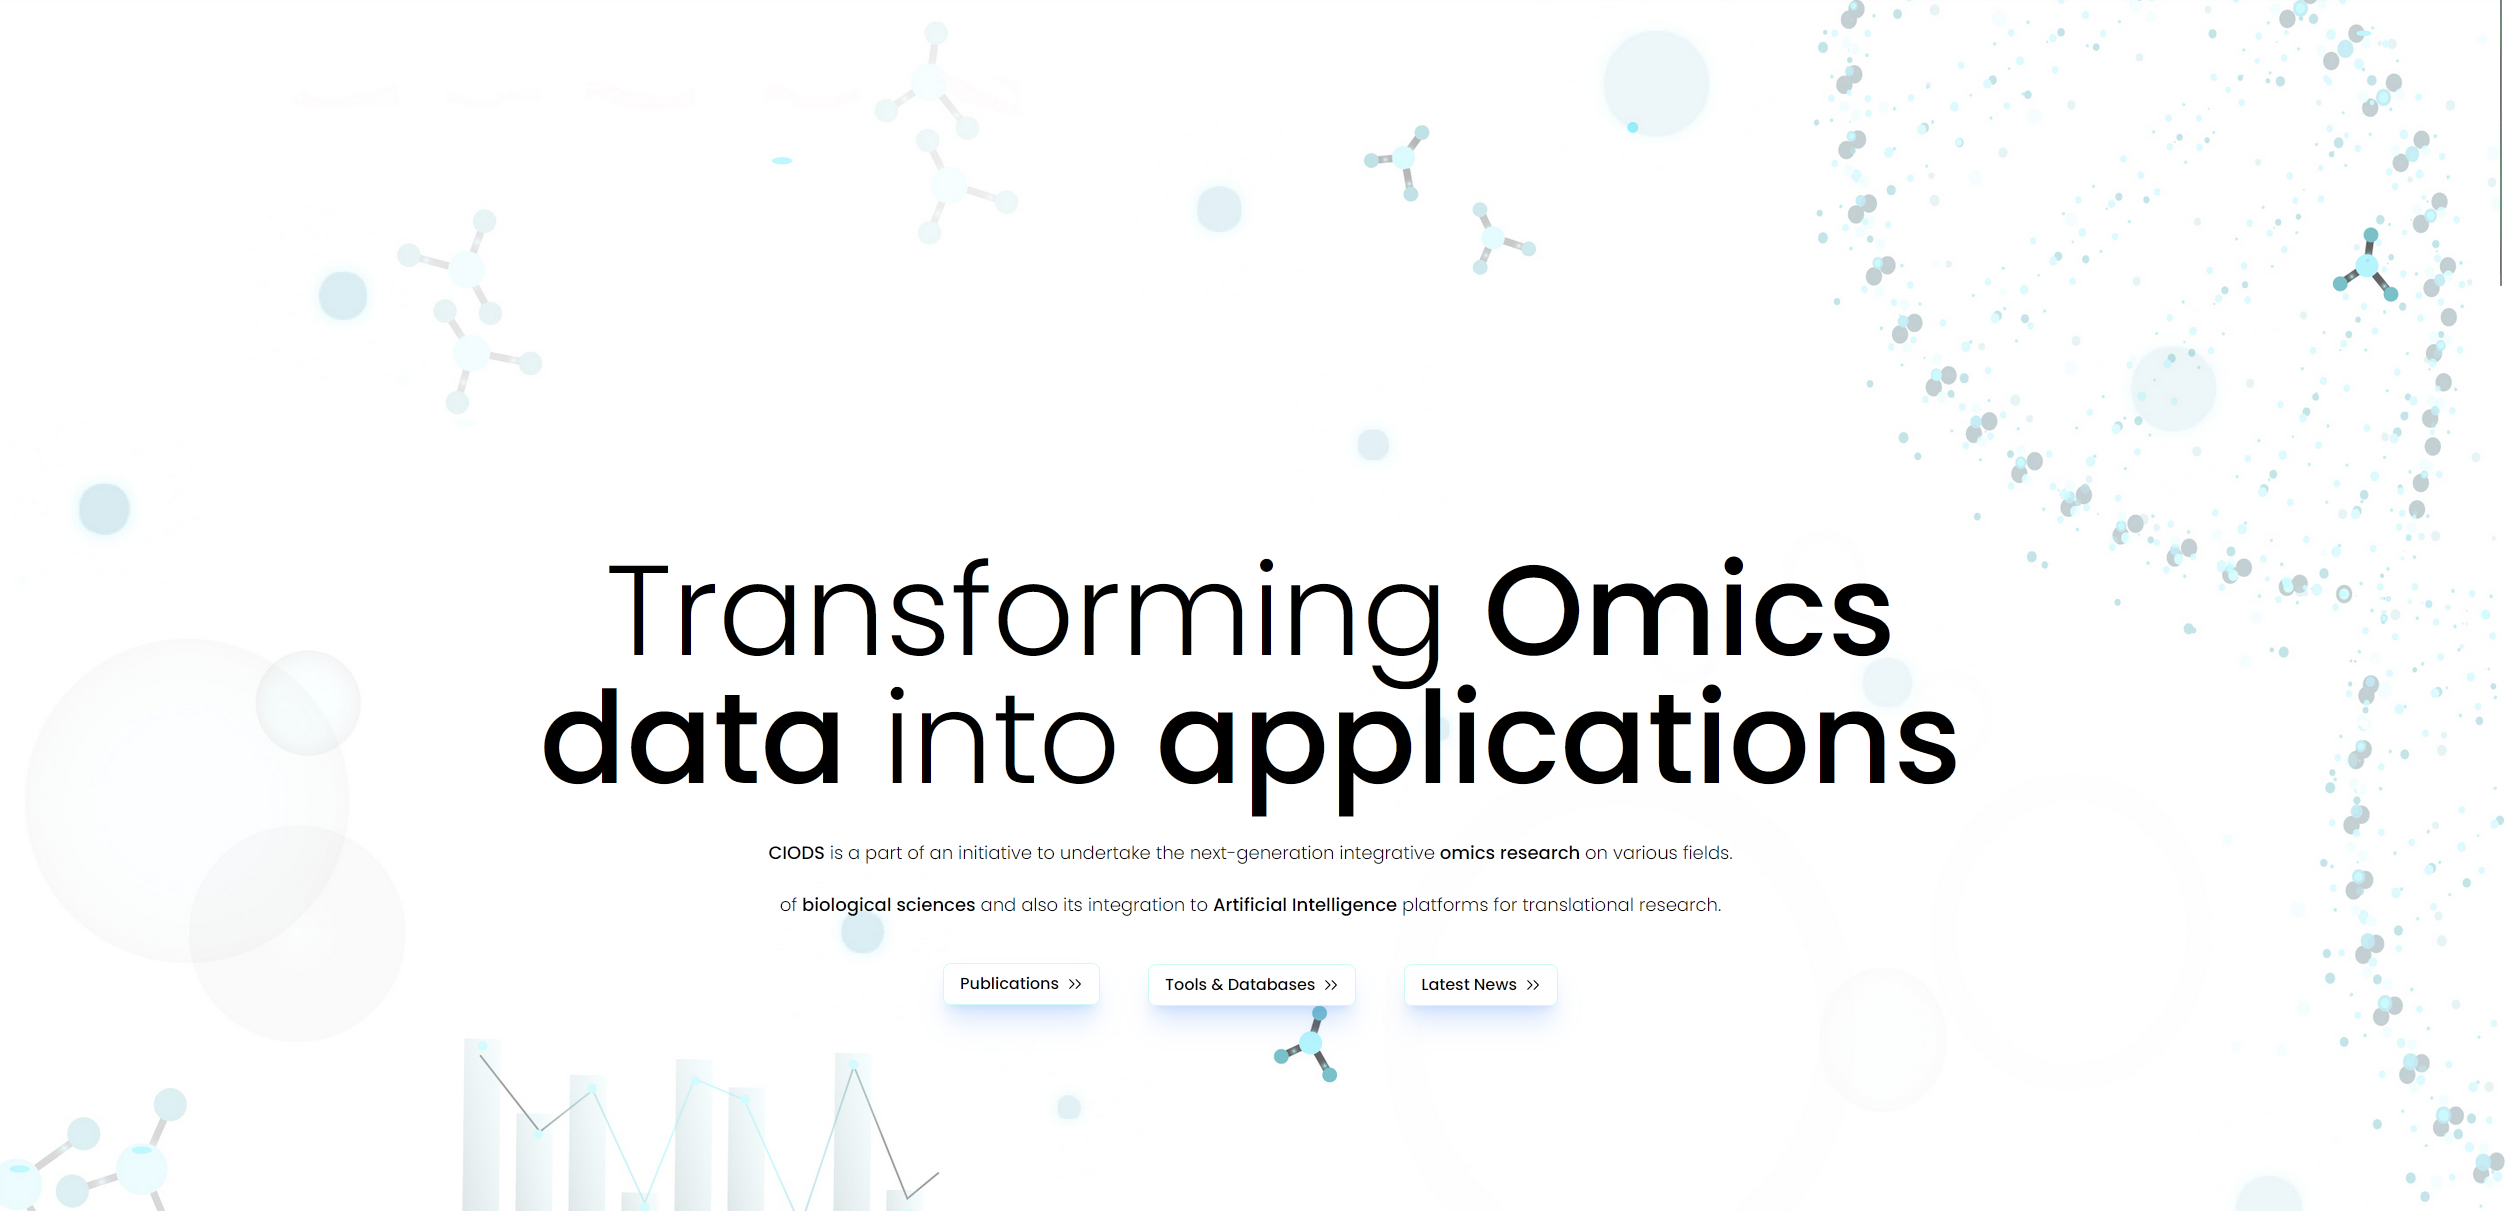 Transforming Omics
data into applications
CIODS is a part of an initiative to undertake the next-generation integrative omics research on various fields.
of biological sciences and also its integration to Artificial Intelligence platforms for translational research.
Publications
Tools & Databases
Latest News